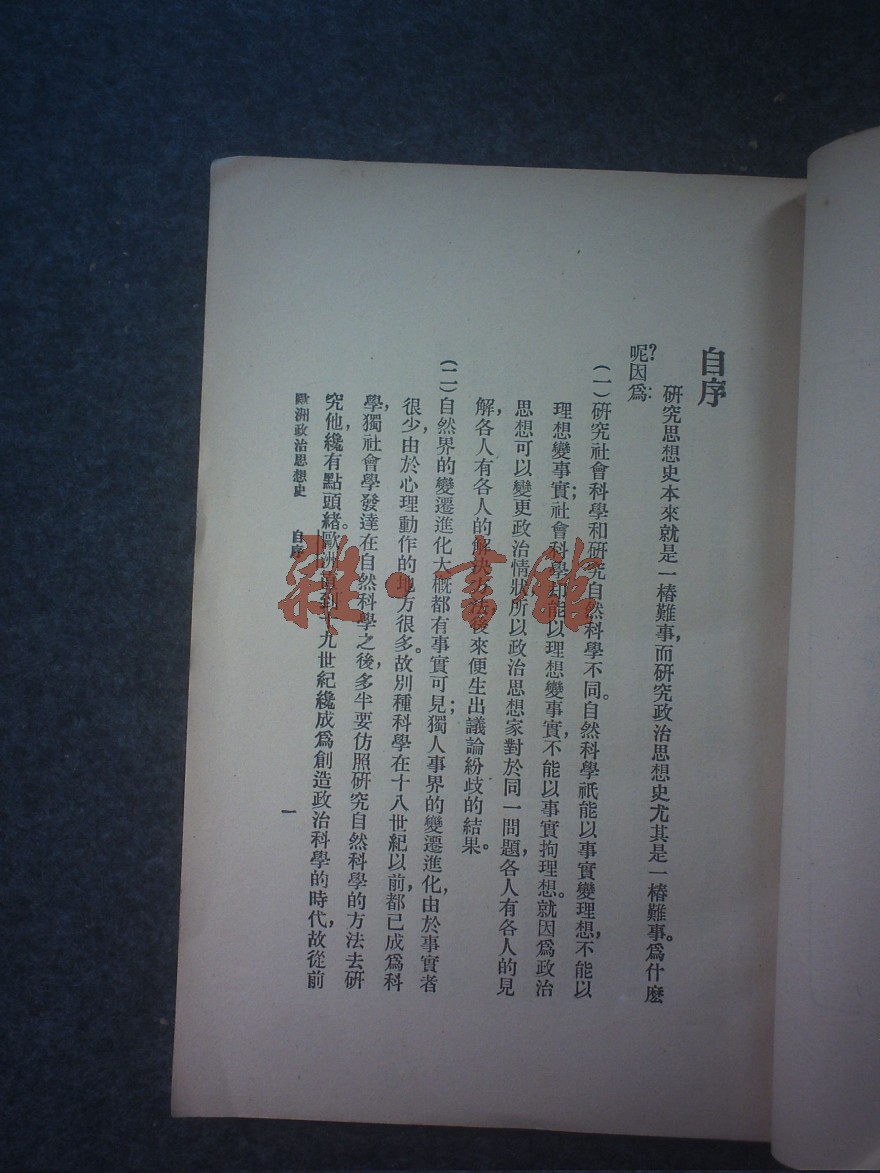 自序
研究思想史本來就是一樁難事,而研究政治思想史尤其是一樁難事。爲什麽
呢?因爲:
(一)研究社會科學和研究自然科學不同。自然科學祇能以事實變理想,不能以
理想變事實;社會科學却能以理想變事實,不能以事實拘理想。就因爲政治
思想可以變更政治情狀,所以政治思想家對於同一問題,各人有各人的見
解,各人有各人的解決方法,後來便生出議論紛歧的結果。
(二)自然界的變遷進化大概都有事實可見;獨人事界的變遷進化,由於事實者
很少,由於心理動作的地方很多。故別種科學在十八世紀以前,都已成爲科
學,獨社會學發達在自然科學之後,多半要仿照研究自然科學的方法去研
究他,纔有點頭緒。歐洲直到十九世紀纔成爲創造政治科學的時代,故從前
歐洲政治思想史 自序
一
雜·書館